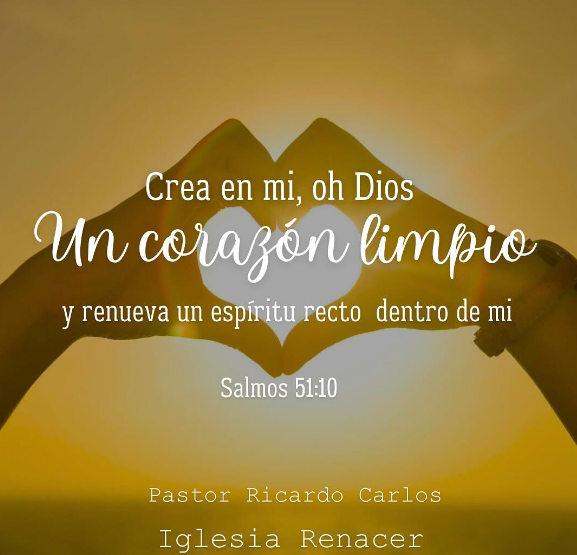 Crea en mi, oh Dios
Un corazón limpio
y renueva un espíritu recto dentro de mi
Salmos 51:10
Pastor Ricardo Carlos
Iglesia Renacer